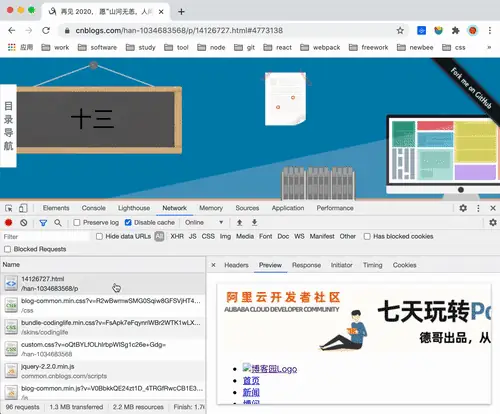 再见 2020， 愿“山河无恙，人间
cnblogs.com/han-1034683568/p/14126727.html#4773138
应用 work software study tool node git react webpack freework newbee css
Fork me on GitHub
目录导航
十三
Elements Console Lighthouse Network Memory Sources Application Performance
Preserve log Disable cache Online
Filter Hide data URLs All XHR JS CSS Img Media Font Doc WS Manifest Other Has blocked cookies
Blocked Requests
Name
Headers Preview Response Initiator Timing Cookies
14126727.html
/han-1034683568/p
blog-common.min.css?v=R2wBwmwSMG0Sqiw8GFSVjHT4...
/css
bundle-codinglife.min.css?v=FsApk7eFqynriWBr2WTK1wLX...
/skins/codinglife
custom.css?v=oQtBYLfOLhIrbpWlSg1c26e+Gdg=
/han-1034683568
jquery-2.2.0.min.js
common.cnblogs.com/scripts
blog-common.min.js?v=V0BbkkQE24zt1D_4TRGfRwcCB1E3...
/js
阿里云开发者社区
ALIBABA CLOUD DEVELOPER COMMUNITY
七天玩转Po
德哥出品，从
博客园Logo
首页
新闻
博问
96 requests 1.3 MB transferred 2.2 MB resources Finish: 1.7